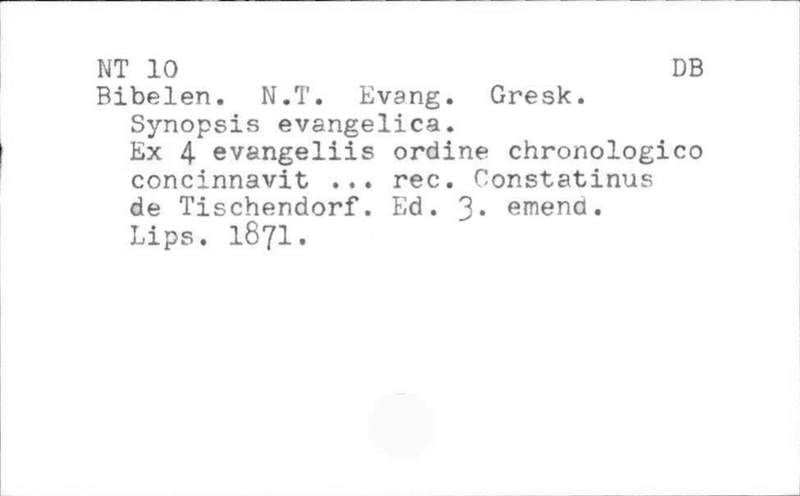 NT 10 DB
Bibelen. N.T. Evang. Gresk.
Synopsis evangelica.
Ex 4 evangeliis ordine chronologico
concinnavit ... rec. Constatinus
de Tischendorf. Ed. 3. emend.
Lips. 1871.